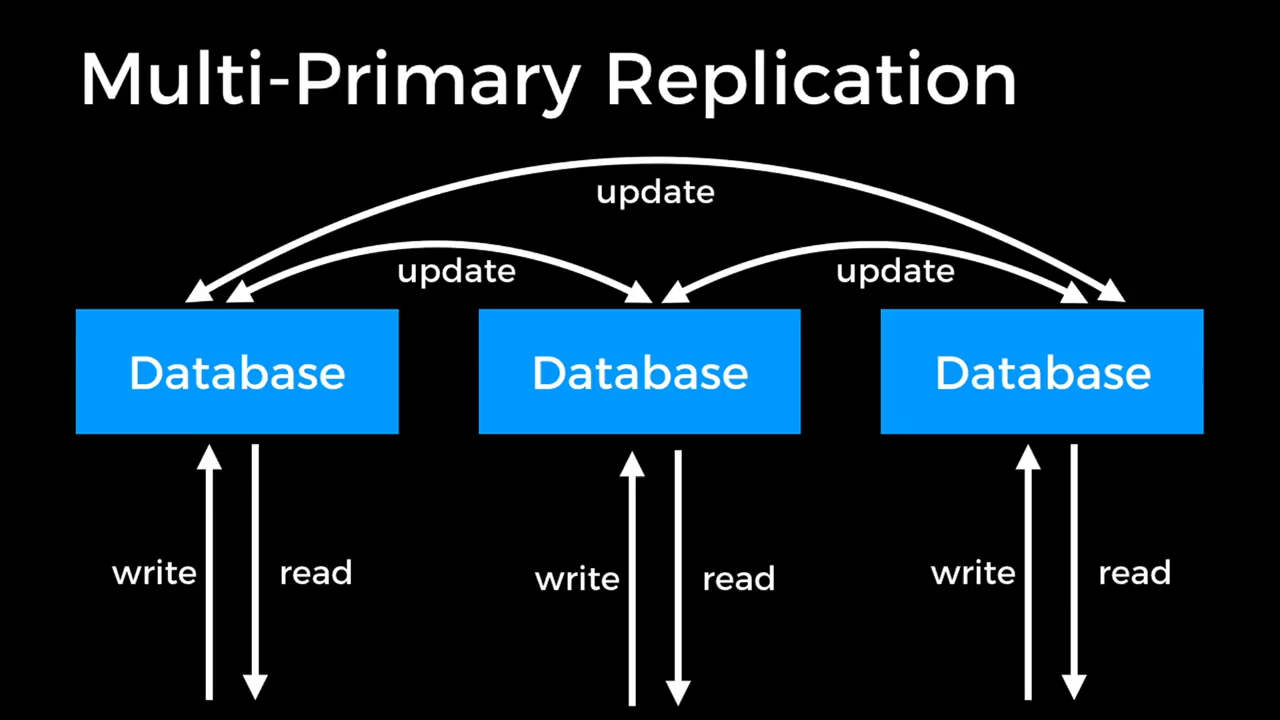 Multi-Primary Replication
update
update update
Database Database Database
write read write read write read